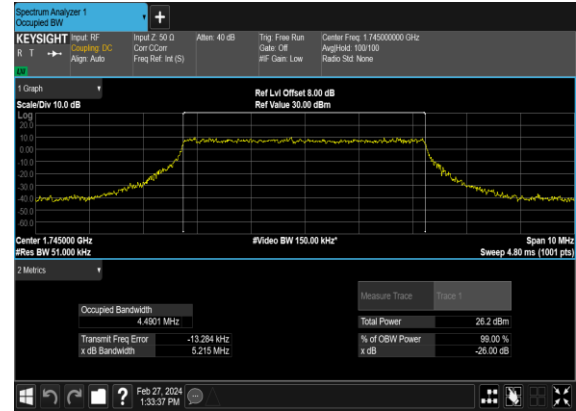 Spectrum Analyzer 1
Occupied BW
KEYSIGHT Input: RF Input Z: 50 Ω Atten: 40 dB Trig: Free Run Center Freq: 1.745000000 GHz
R T Coupling: DC Corr CCorr Gate: Off Avg|Hold: 100/100
Align: Auto Freq Ref: Int (S) #IF Gain: Low Radio Std: None
LU
1 Graph
Ref Lvl Offset 8.00 dB
Scale/Div 10.0 dB Ref Value 30.00 dBm
Log
20.0
10.0
0.00
-10.0
-20.0
-30.0
-40.0
-50.0
-60.0
Center 1.745000 GHz #Video BW 150.00 kHz* Span 10 MHz
#Res BW 51.000 kHz Sweep 4.80 ms (1001 pts)
2 Metrics
Measure Trace Trace 1
Occupied Bandwidth
4.4901 MHz Total Power 26.2 dBm
Transmit Freq Error -13.284 kHz % of OBW Power 99.00 %
x dB Bandwidth 5.215 MHz x dB -26.00 dB
? Feb 27, 2024
1:33:37 PM